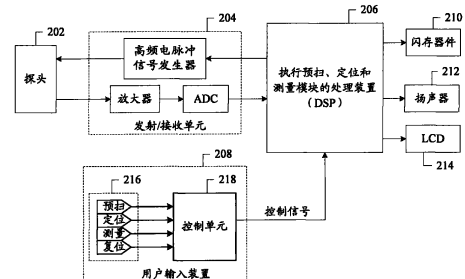 202
探头
204
高频电脉冲
信号发生器
放大器
ADC
发射/接收单元
206
执行预扫、定位和
测量模块的处理装置
(DSP)
210
闪存器件
212
扬声器
LCD
214
208
216
预扫
定位
测量
复位
218
控制单元
控制信号
用户输入装置